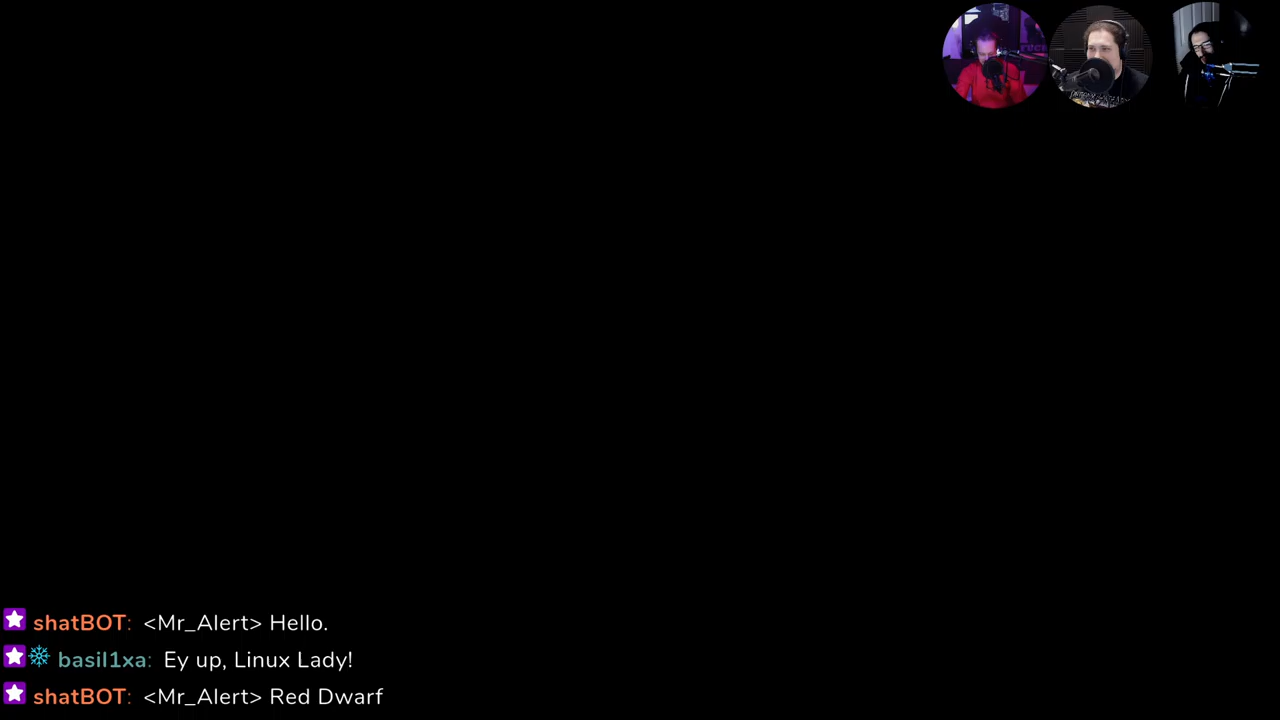 shatBOT: <Mr_Alert> Hello.
basil1xa: Ey up, Linux Lady!
shatBOT: <Mr_Alert> Red Dwarf